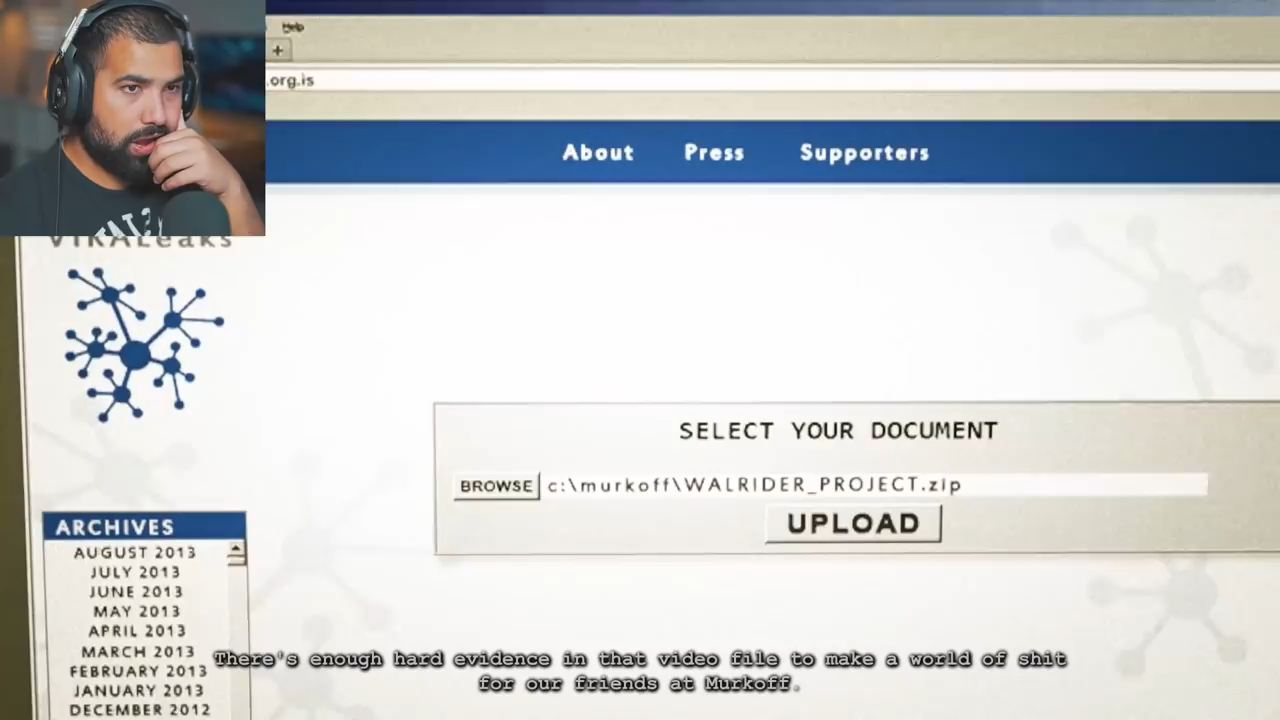 Help
+
.org.is
About Press Supporters
VIRALeaks
SELECT YOUR DOCUMENT
BROWSE c:\murkoff\WALRIDER_PROJECT.zip
UPLOAD
ARCHIVES
AUGUST 2013
JULY 2013
JUNE 2013
MAY 2013
APRIL 2013
MARCH 2013
FEBRUARY 2013
JANUARY 2013
DECEMBER 2012
There's enough hard evidence in that video file to make a world of shit
for our friends at Murkoff.